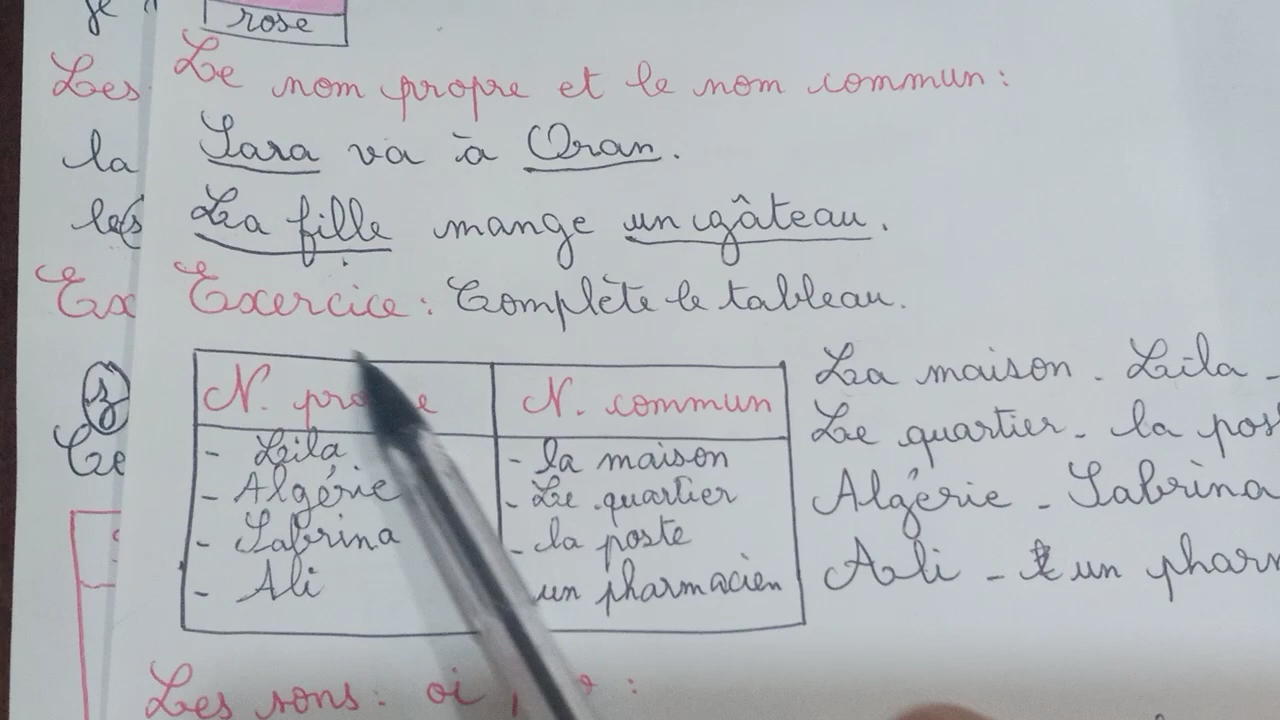 je
rose
Les
Le nom propre et le nom commun :
la
Sara va à Oran.
les
La fille mange un gâteau.
Ex
Exercice : Complète le tableau.
N. propre
N. commun
La maison. Leila -
- Leila
- la maison
Le quartier - la pos
- Algérie
- Le quartier
Algérie - Sabrina
- Sabrina
- la poste
- Ali
un pharmacien
Ali - un pharm
Les sons : oi ,